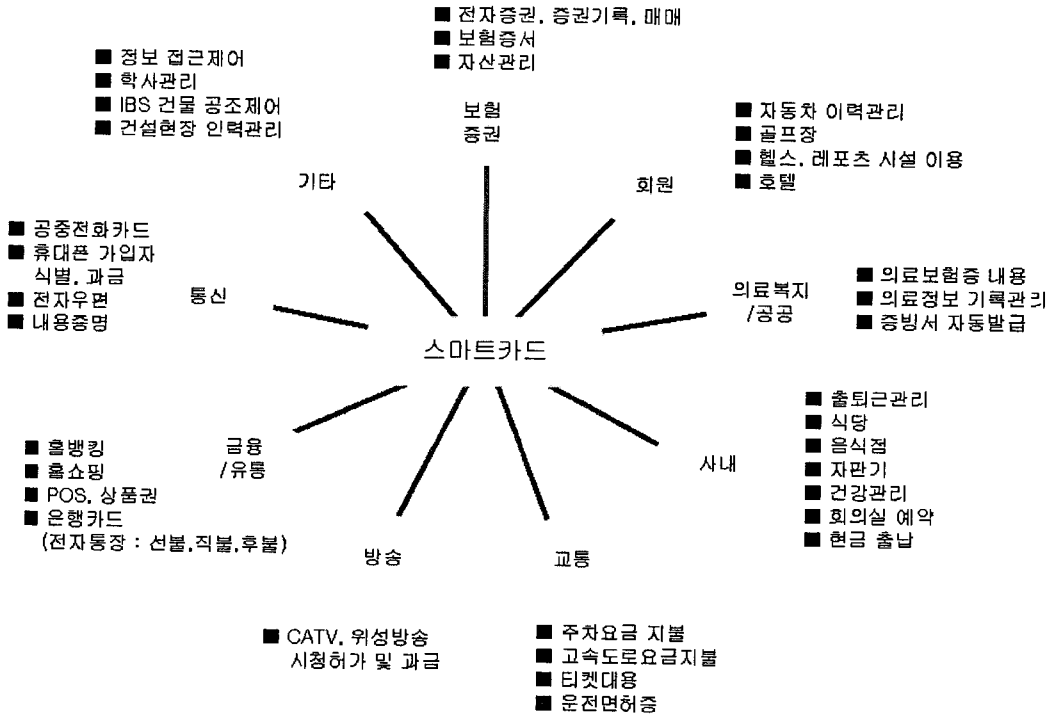 ■ 전자증권, 증권기록, 매매
■ 보험증서
■ 자산관리
보험
증권
■ 정보 접근제어
■ 학사관리
■ IBS 건물 공조제어
■ 건설현장 인력관리
기타
■ 자동차 이력관리
■ 골프장
■ 헬스, 레포츠 시설 이용
■ 호텔
회원
■ 공중전화카드
■ 휴대폰 가입자
식별, 과금
■ 전자우편
■ 내용증명
통신
의료복지
/공공
■ 의료보험증 내용
■ 의료정보 기록관리
■ 증빙서 자동발급
스마트카드
■ 홈뱅킹
■ 홈쇼핑
■ POS, 상품권
■ 은행카드
(전자통장 : 선불,직불,후불)
금융
/유통
사내
■ 출퇴근관리
■ 식당
■ 음식점
■ 자판기
■ 건강관리
■ 회의실 예약
■ 현금 출납
방송
■ CATV, 위성방송
시청허가 및 과금
교통
■ 주차요금 지불
■ 고속도로요금지불
■ 티켓대용
■ 운전면허증